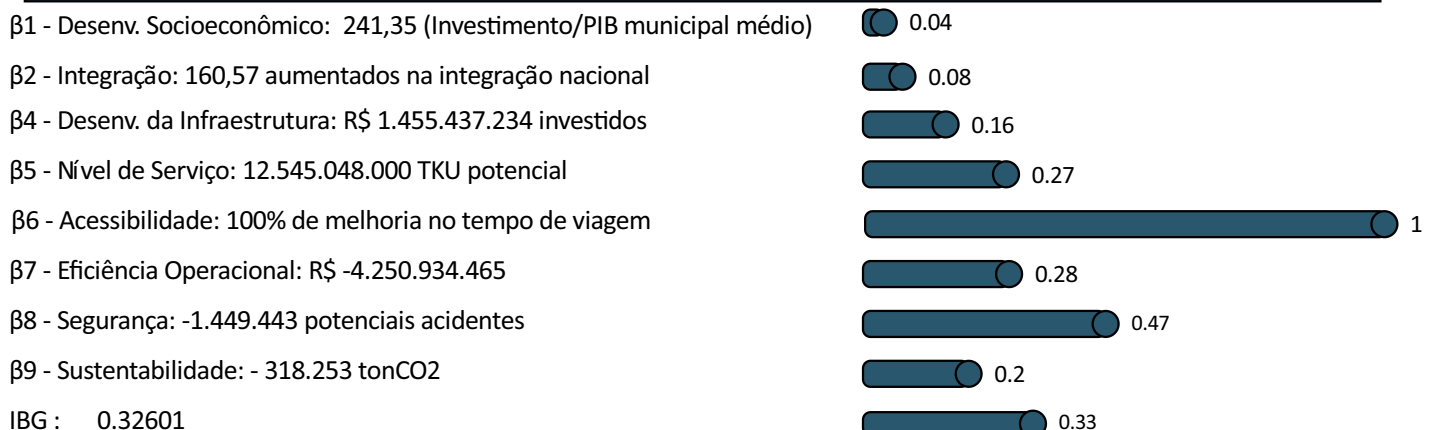 β1 - Desenv. Socioeconômico: 241,35 (Investimento/PIB municipal médio) 0.04
β2 - Integração: 160,57 aumentados na integração nacional 0.08
β4 - Desenv. da Infraestrutura: R$ 1.455.437.234 investidos 0.16
β5 - Nível de Serviço: 12.545.048.000 TKU potencial 0.27
β6 - Acessibilidade: 100% de melhoria no tempo de viagem 1
β7 - Eficiência Operacional: R$ -4.250.934.465 0.28
β8 - Segurança: -1.449.443 potenciais acidentes 0.47
β9 - Sustentabilidade: - 318.253 tonCO2 0.2
IBG : 0.32601 0.33